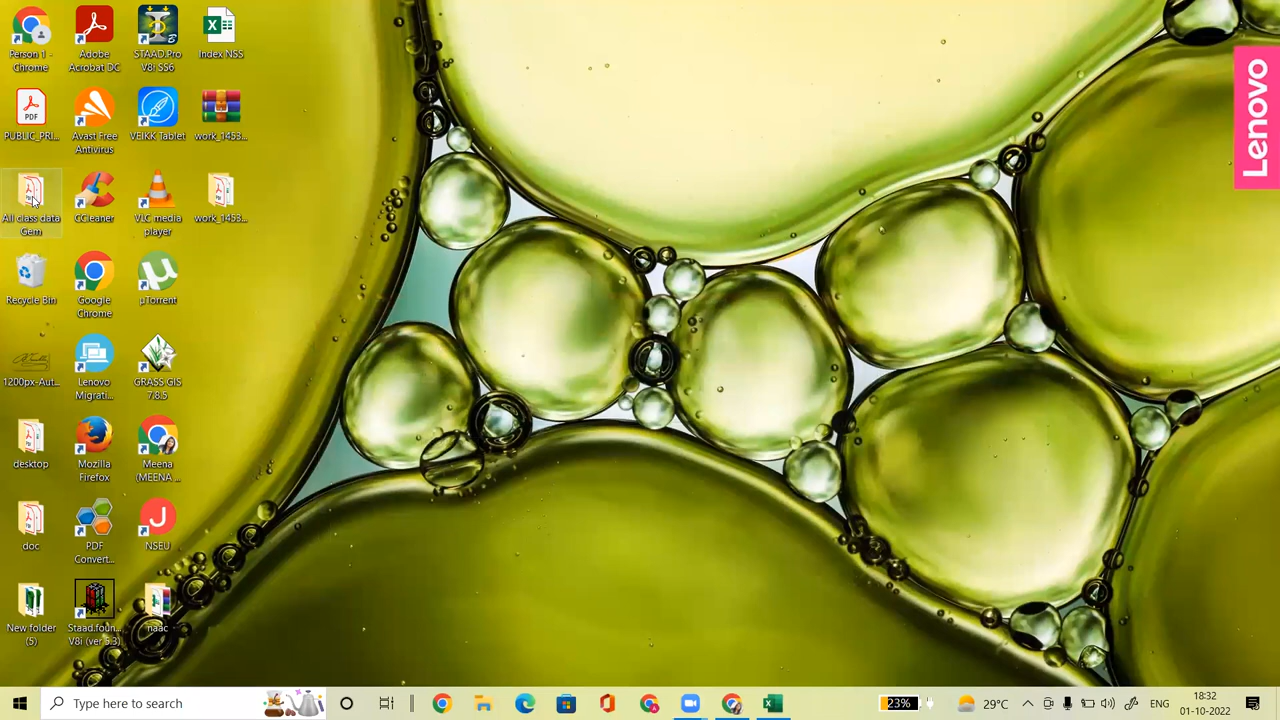 Person 1 -
Chrome
Adobe
Acrobat DC
STAAD.Pro
V8i SS6
Index NSS
PUBLIC_PRI...
Avast Free
Antivirus
VEIKK Tablet
work_1453...
All class data
Gem
CCleaner
VLC media
player
work_1453...
Recycle Bin
Google
Chrome
µTorrent
1200px-Aut...
Lenovo
Migrati...
GRASS GIS
7.8.5
desktop
Mozilla
Firefox
Meena
(MEENA ...
doc
PDF
Convert...
NSEU
New folder
(5)
Staad.foun...
V8i (ver 5.3)
naac
Lenovo
Type here to search
23%
29°C
ENG
18:32
01-10-2022